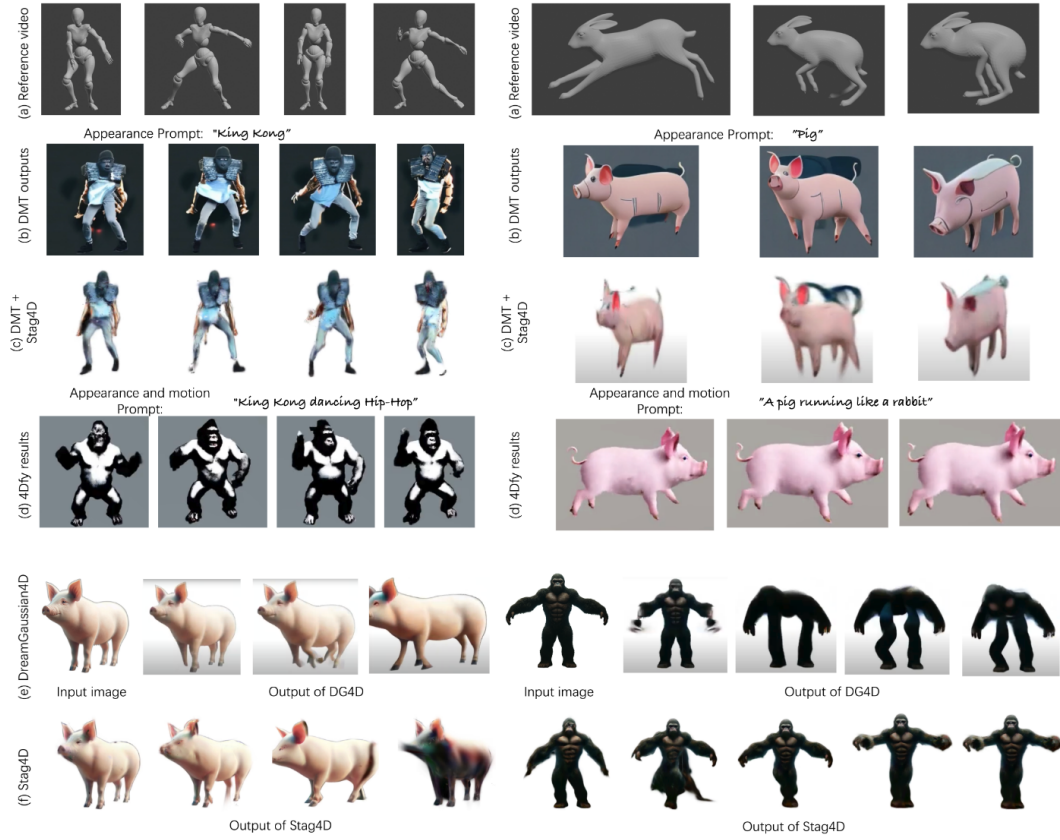 (a) Reference video
(a) Reference video
Appearance Prompt: "King Kong"
Appearance Prompt: "Pig"
(b) DMT outputs
(b) DMT outputs
(c) DMT +
Stag4D
(c) DMT +
Stag4D
Appearance and motion
Prompt:
"King Kong dancing Hip-Hop"
Appearance and motion
Prompt:
"A pig running like a rabbit"
(d) 4Dfy results
(d) 4Dfy results
(e) DreamGaussian4D
Input image
Output of DG4D
Input image
Output of DG4D
(f) Stag4D
Output of Stag4D
Output of Stag4D